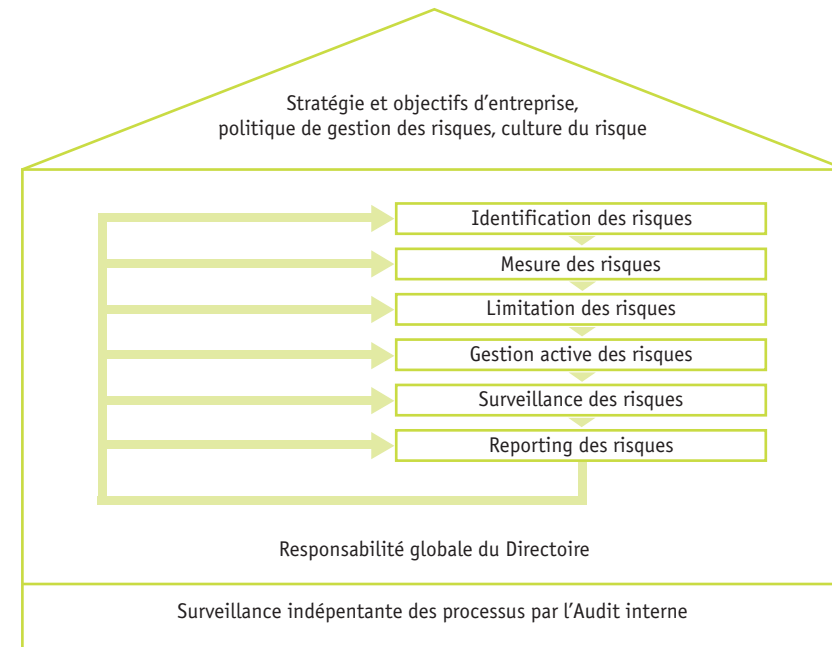 Stratégie et objectifs d’entreprise,
politique de gestion des risques, culture du risque
Identification des risques
Mesure des risques
Limitation des risques
Gestion active des risques
Surveillance des risques
Reporting des risques
Responsabilité globale du Directoire
Surveillance indépentante des processus par l’Audit interne